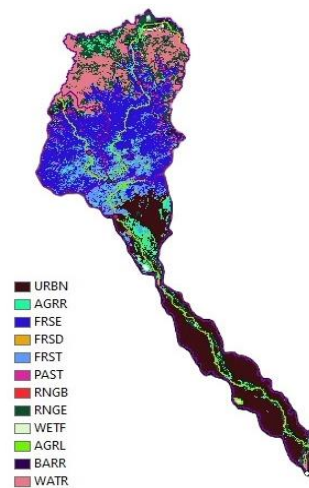 URBN
AGRR
FRSE
FRSD
FRST
PAST
RNGB
RNGE
WETF
AGRL
BARR
WATR